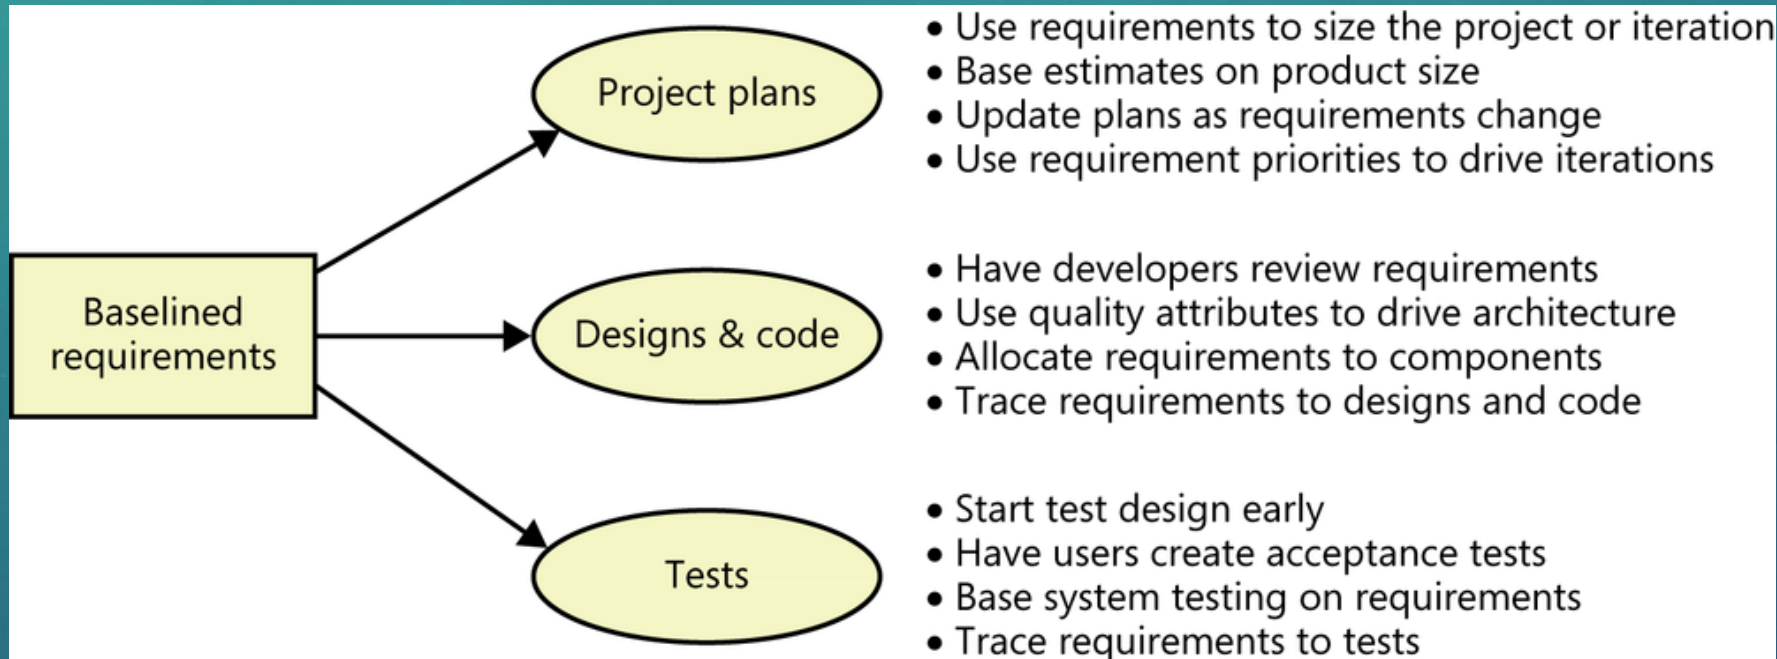 Baselined
requirements
Project plans
• Use requirements to size the project or iteration
• Base estimates on product size
• Update plans as requirements change
• Use requirement priorities to drive iterations
Designs & code
• Have developers review requirements
• Use quality attributes to drive architecture
• Allocate requirements to components
• Trace requirements to designs and code
Tests
• Start test design early
• Have users create acceptance tests
• Base system testing on requirements
• Trace requirements to tests